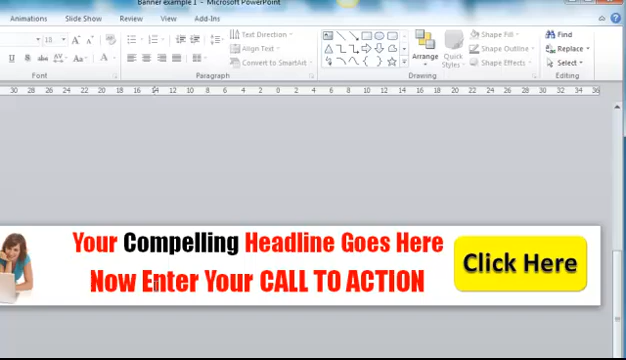 Banner example 1 - Microsoft PowerPoint
Animations Slide Show Review View Add-Ins
18
Text Direction
Align Text
Convert to SmartArt
Arrange
Quick Styles
Shape Fill
Shape Outline
Shape Effects
Find
Replace
Select
Font Paragraph Drawing Editing
30 28 26 24 22 20 18 16 14 12 10 8 6 4 2 0 2 4 6 8 10 12 14 16 18 20 22 24 26 28 30 32 34 36
Your Compelling Headline Goes Here
Now Enter Your CALL TO ACTION
Click Here